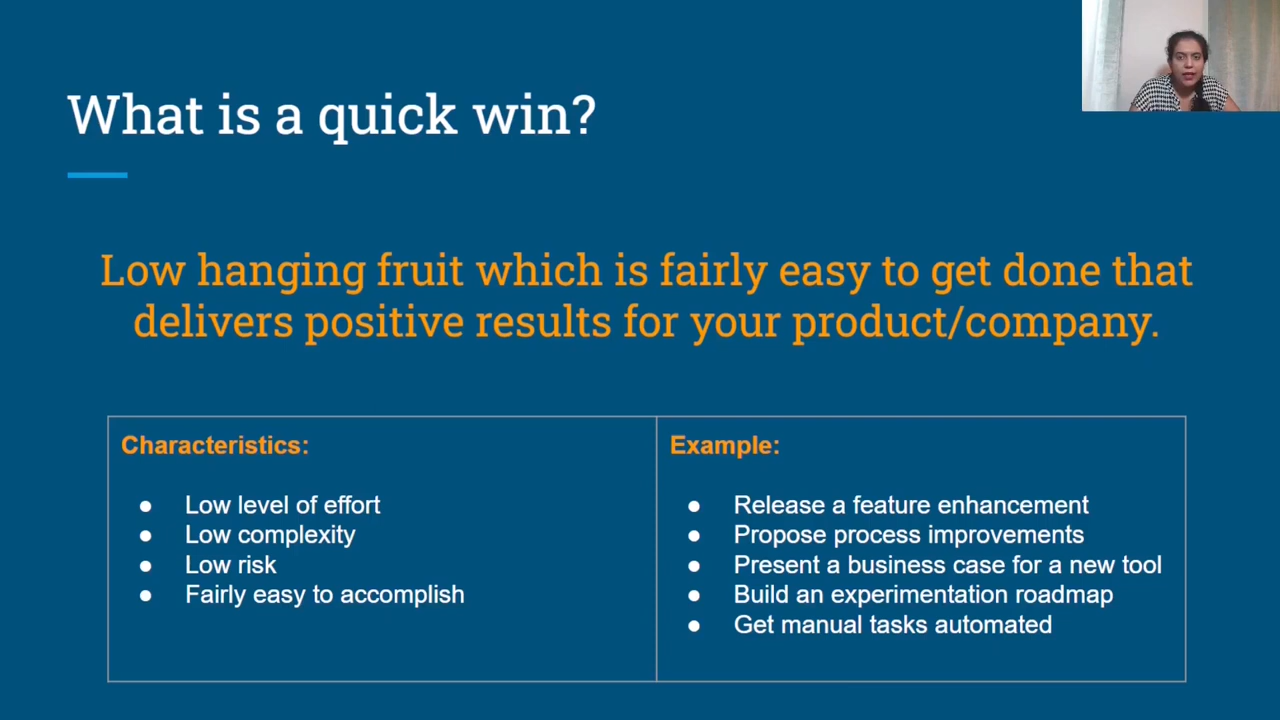 What is a quick win?
Low hanging fruit which is fairly easy to get done that
delivers positive results for your product/company.
Characteristics:
● Low level of effort
● Low complexity
● Low risk
● Fairly easy to accomplish
Example:
● Release a feature enhancement
● Propose process improvements
● Present a business case for a new tool
● Build an experimentation roadmap
● Get manual tasks automated